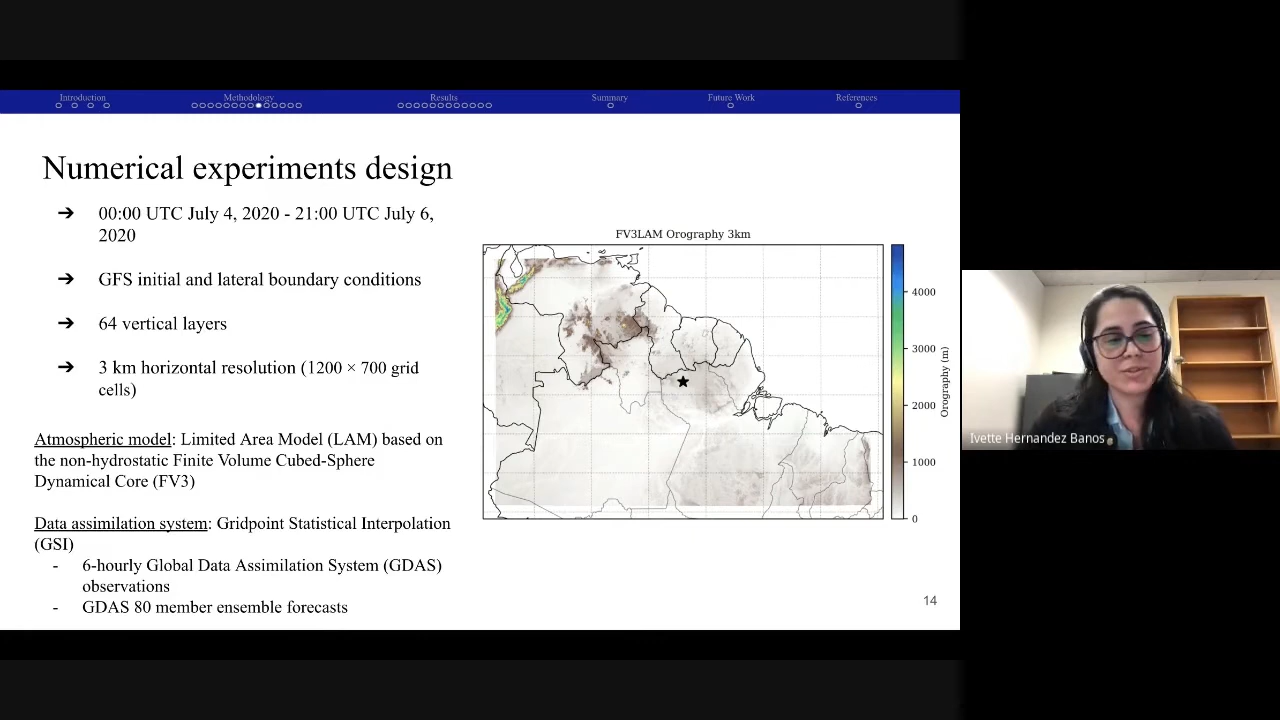 Introduction Methodology Results Summary Future Work References
Numerical experiments design
➔ 00:00 UTC July 4, 2020 - 21:00 UTC July 6,
2020
➔ GFS initial and lateral boundary conditions
➔ 64 vertical layers
➔ 3 km horizontal resolution (1200 × 700 grid
cells)
Atmospheric model: Limited Area Model (LAM) based on
the non-hydrostatic Finite Volume Cubed-Sphere
Dynamical Core (FV3)
Data assimilation system: Gridpoint Statistical Interpolation
(GSI)
- 6-hourly Global Data Assimilation System (GDAS)
observations
- GDAS 80 member ensemble forecasts
FV3LAM Orography 3km
4000
3000
2000
1000
0
Orography (m)
14
Ivette Hernandez Banos